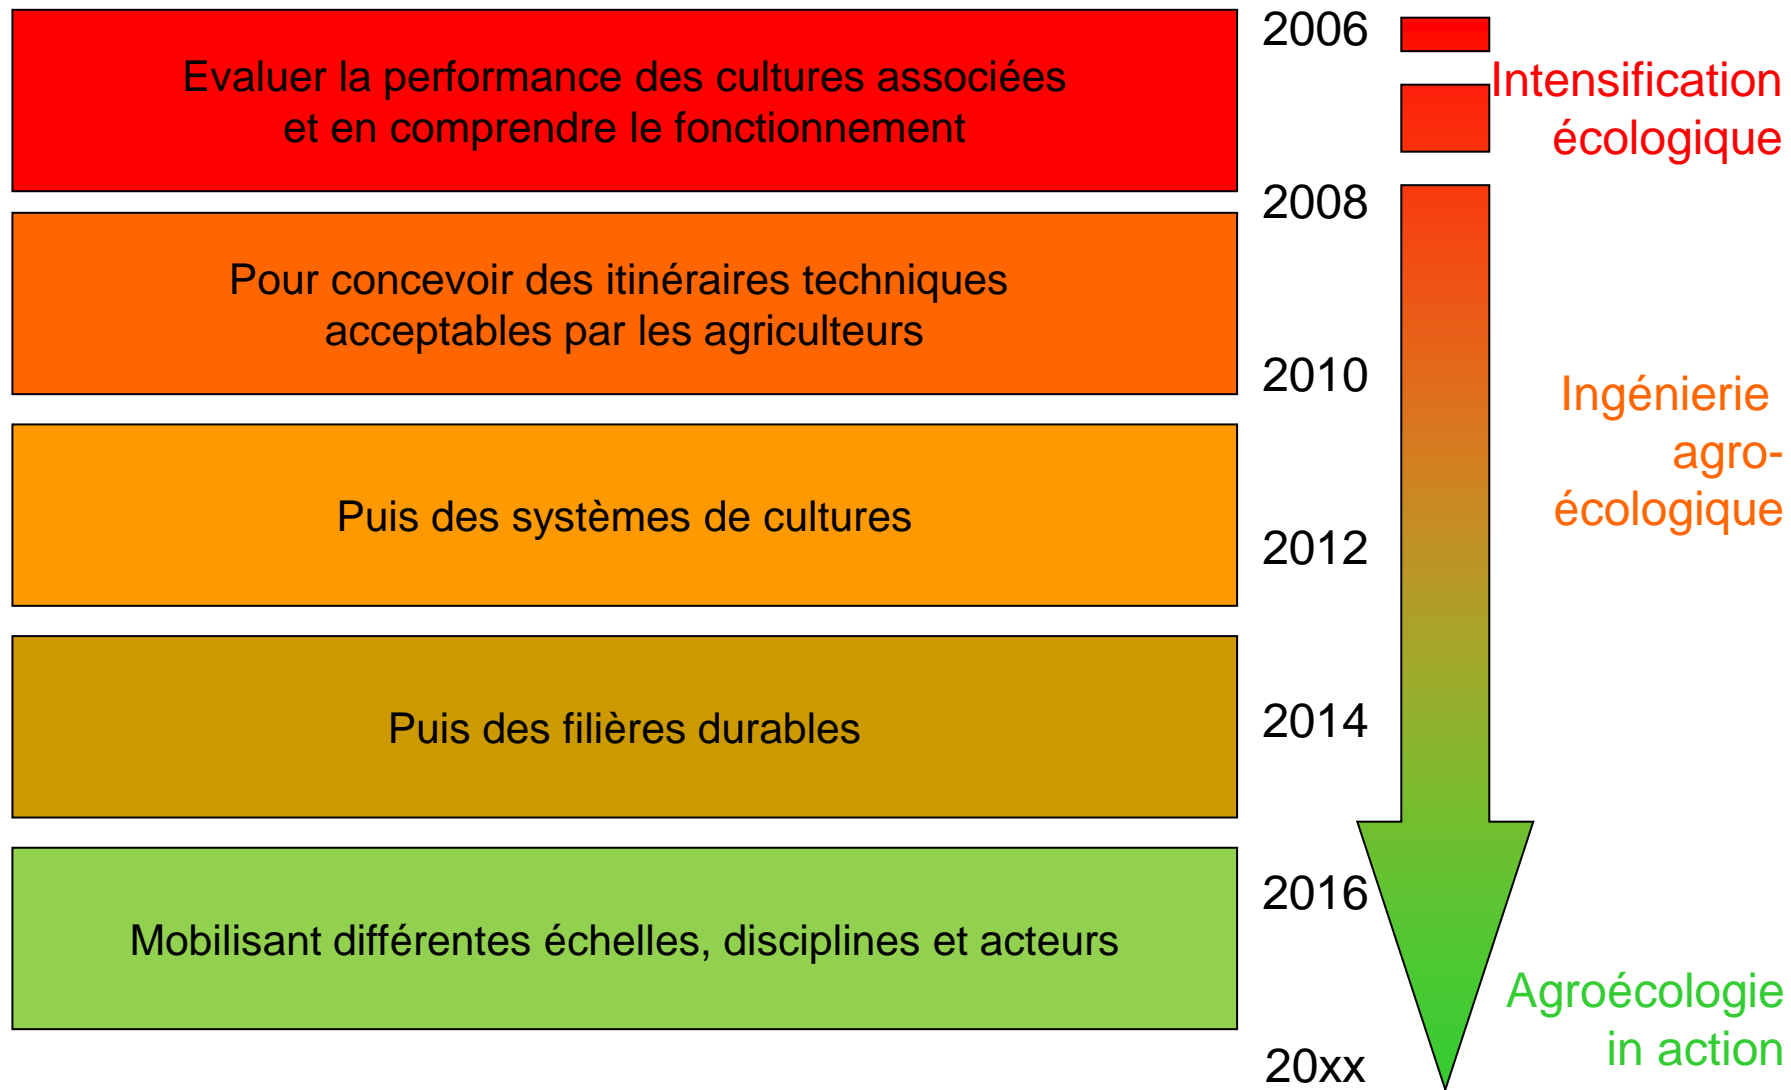 Evaluer la performance des cultures associées
et en comprendre le fonctionnement
Pour concevoir des itinéraires techniques
acceptables par les agriculteurs
Puis des systèmes de cultures
Puis des filières durables
Mobilisant différentes échelles, disciplines et acteurs
2006
2008
2010
2012
2014
2016
20xx
Intensification
écologique
Ingénierie
agro-
écologique
Agroécologie
in action